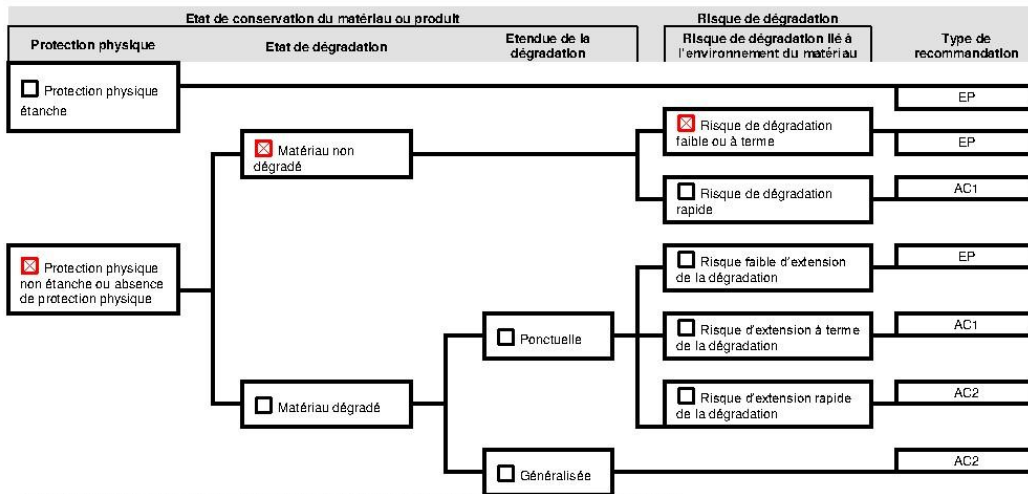 Etat de conservation du matériau ou produit
Risque de dégradation
Protection physique
Etat de dégradation
Etendue de la
dégradation
Risque de dégradation lié à
l'environnement du matériau
Type de
recommandation
Protection physique
étanche
EP
Matériau non
dégradé
Risque de dégradation
faible ou à terme
EP
Risque de dégradation
rapide
AC1
Protection physique
non étanche ou absence
de protection physique
Risque faible d'extension
de la dégradation
EP
Ponctuelle
Risque d'extension à terme
de la dégradation
AC1
Matériau dégradé
Risque d'extension rapide
de la dégradation
AC2
Généralisée
AC2